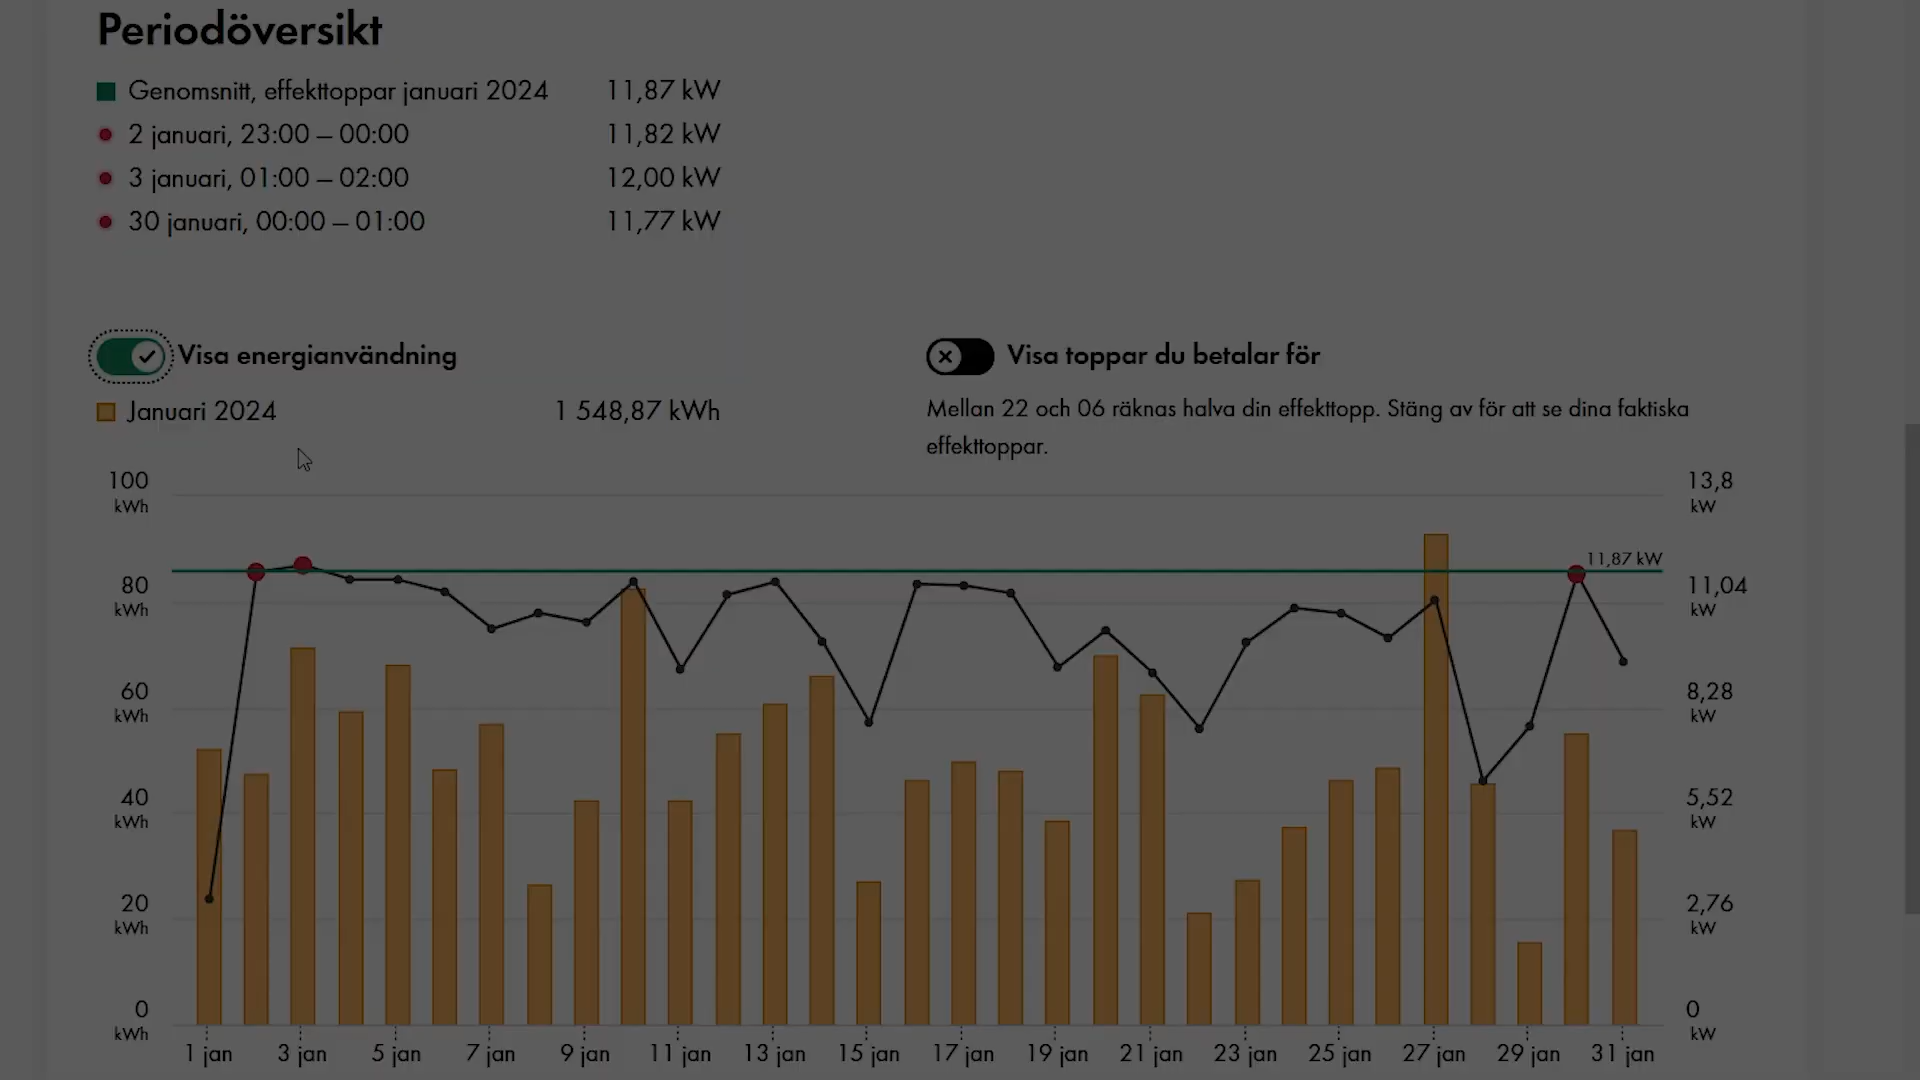 Periodöversikt
Genomsnitt, effekttoppar januari 2024 11,87 kW
2 januari, 23:00 – 00:00 11,82 kW
3 januari, 01:00 – 02:00 12,00 kW
30 januari, 00:00 – 01:00 11,77 kW
Visa energianvändning
Januari 2024 1 548,87 kWh
Visa toppar du betalar för
Mellan 22 och 06 räknas halva din effekttopp. Stäng av för att se dina faktiska
effekttoppar.
100 13,8
kWh kW
11,87 kW
80 11,04
kWh kW
60 8,28
kWh kW
40 5,52
kWh kW
20 2,76
kWh kW
0 0
kWh kW
1 jan 3 jan 5 jan 7 jan 9 jan 11 jan 13 jan 15 jan 17 jan 19 jan 21 jan 23 jan 25 jan 27 jan 29 jan 31 jan